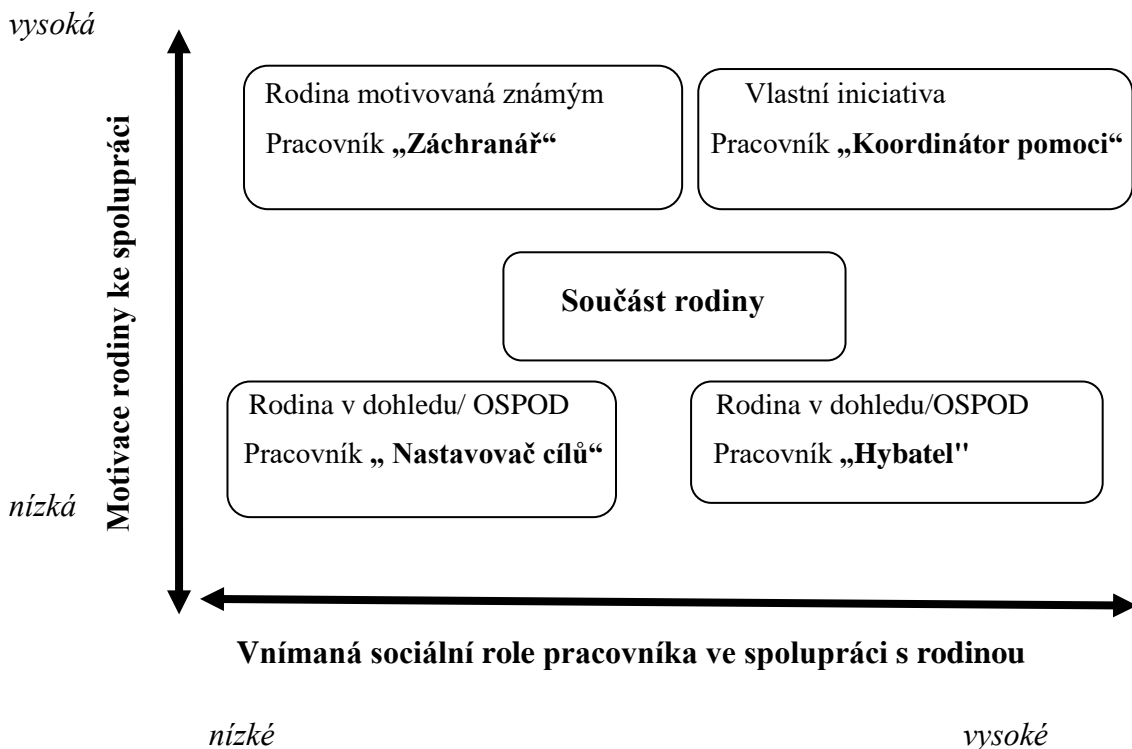 vysoká
Rodina motivovaná známým
Pracovník „Záchranář“
Vlastní iniciativa
Pracovník „Koordinátor pomoci“
Motivace rodiny ke spolupráci
Součást rodiny
Rodina v dohledu/ OSPOD
Pracovník „ Nastavovač cílů“
Rodina v dohledu/OSPOD
Pracovník „Hybatel"
nízká
Vnímaná sociální role pracovníka ve spolupráci s rodinou
nízké
vysoké